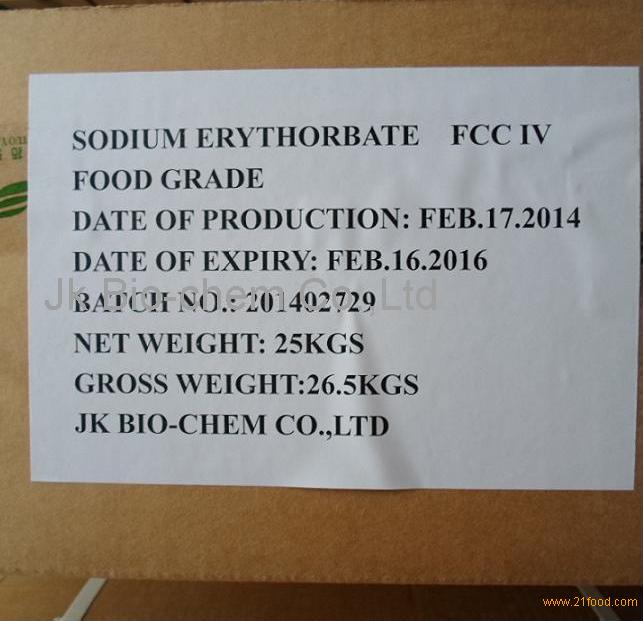 SODIUM ERYTHORBATE FCC IV
FOOD GRADE
DATE OF PRODUCTION: FEB.17.2014
DATE OF EXPIRY: FEB.16.2016
Jk Bio-chem Co.,Ltd
BATCH NO.: 201402729
NET WEIGHT: 25KGS
GROSS WEIGHT:26.5KGS
JK BIO-CHEM CO.,LTD
www.21food.com